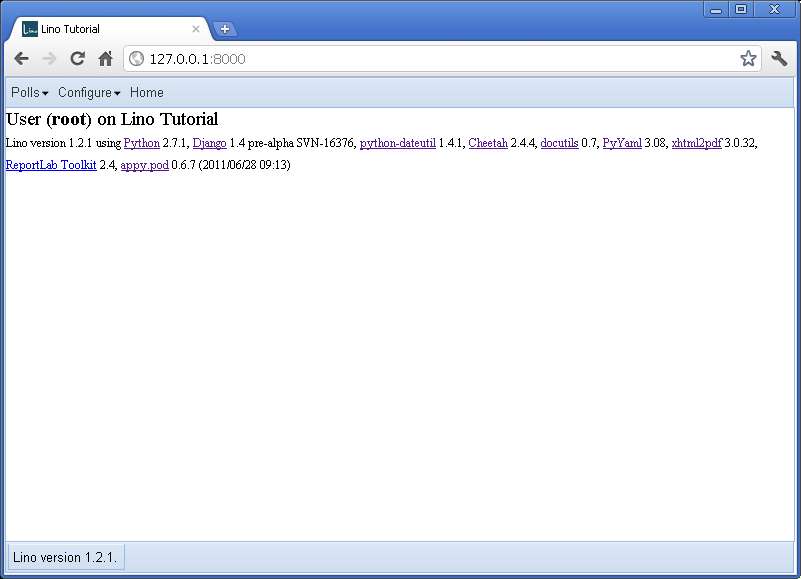 Lino Tutorial
127.0.0.1:8000
Polls Configure Home
User (root) on Lino Tutorial
Lino version 1.2.1 using Python 2.7.1, Django 1.4 pre-alpha SVN-16376, python-dateutil 1.4.1, Cheetah 2.4.4, docutils 0.7, PyYaml 3.08, xhtml2pdf 3.0.32,
ReportLab Toolkit 2.4, appy.pod 0.6.7 (2011/06/28 09:13)
Lino version 1.2.1.